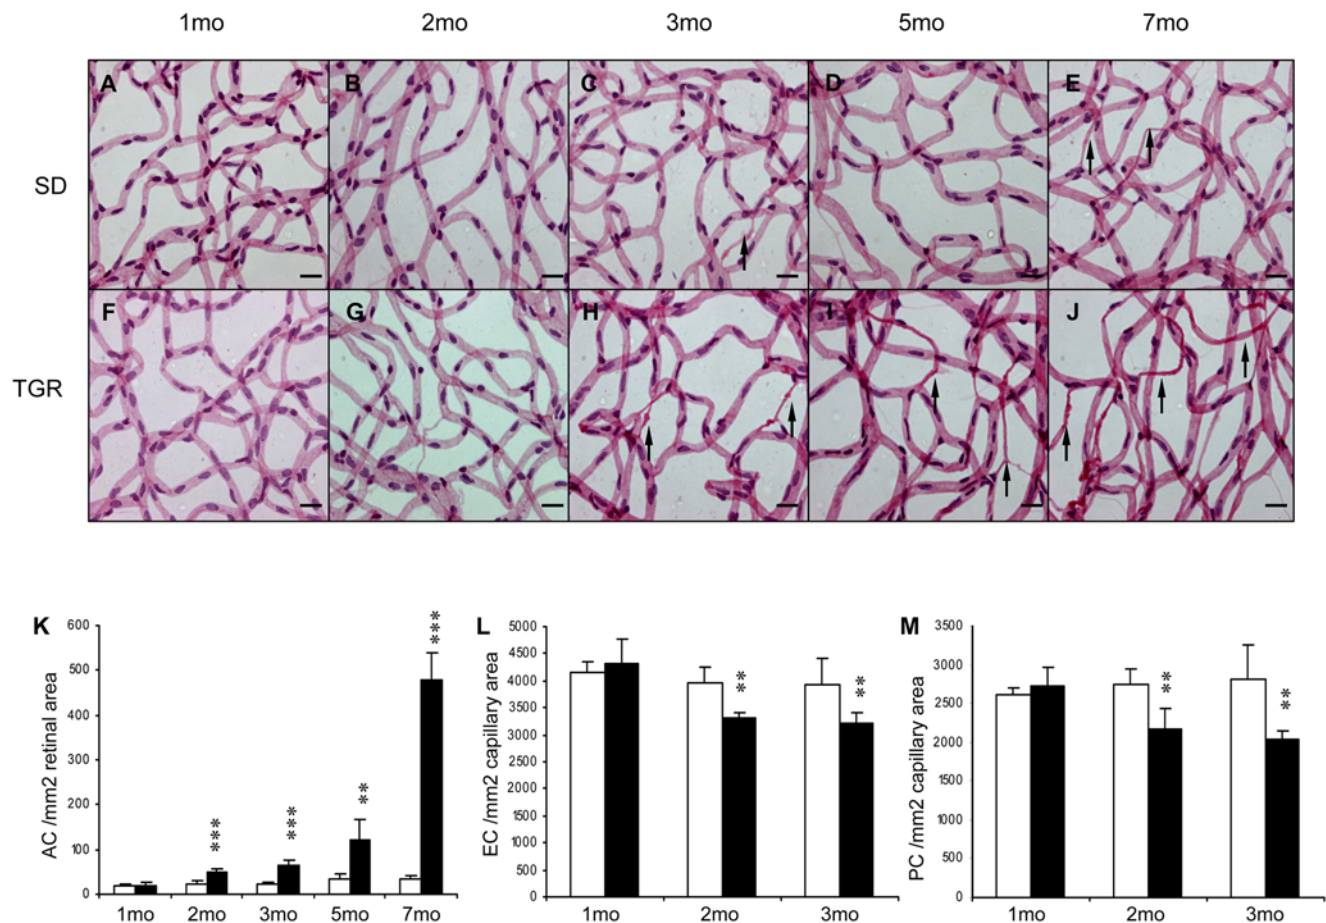 1mo 2mo 3mo 5mo 7mo
A B C D E
SD
F G H I J
TGR
K
AC /mm2 retinal area
600
500
400
300
200
100
0
***
***
**
***
1mo 2mo 3mo 5mo 7mo
L
EC /mm2 capillary area
5000
4500
4000
3500
3000
2500
2000
1500
1000
500
0
**
**
1mo 2mo 3mo
M
PC /mm2 capillary area
3500
3000
2500
2000
1500
1000
500
0
**
**
1mo 2mo 3mo